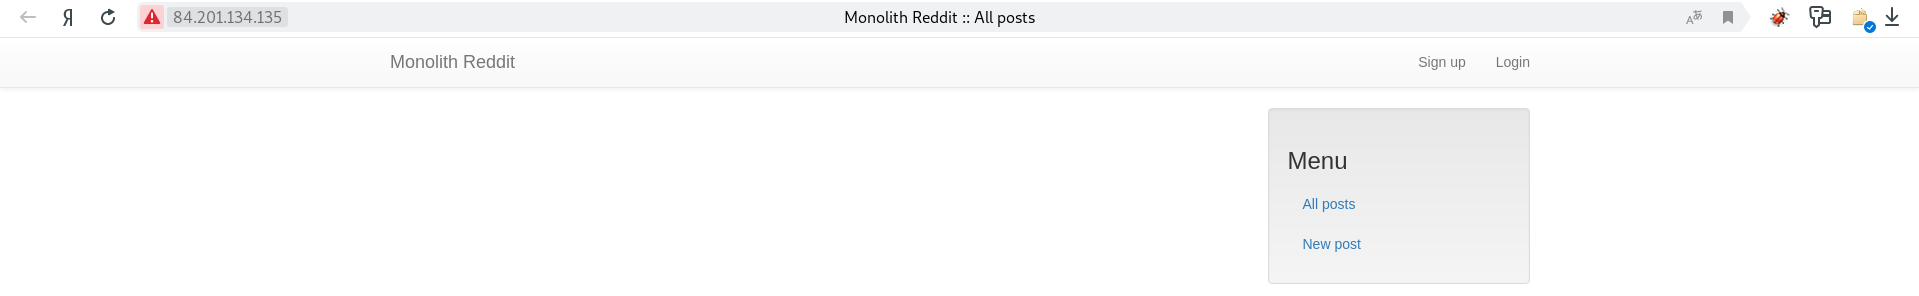 Я 84.201.134.135 Monolith Reddit :: All posts
Monolith Reddit Sign up Login
Menu
All posts
New post